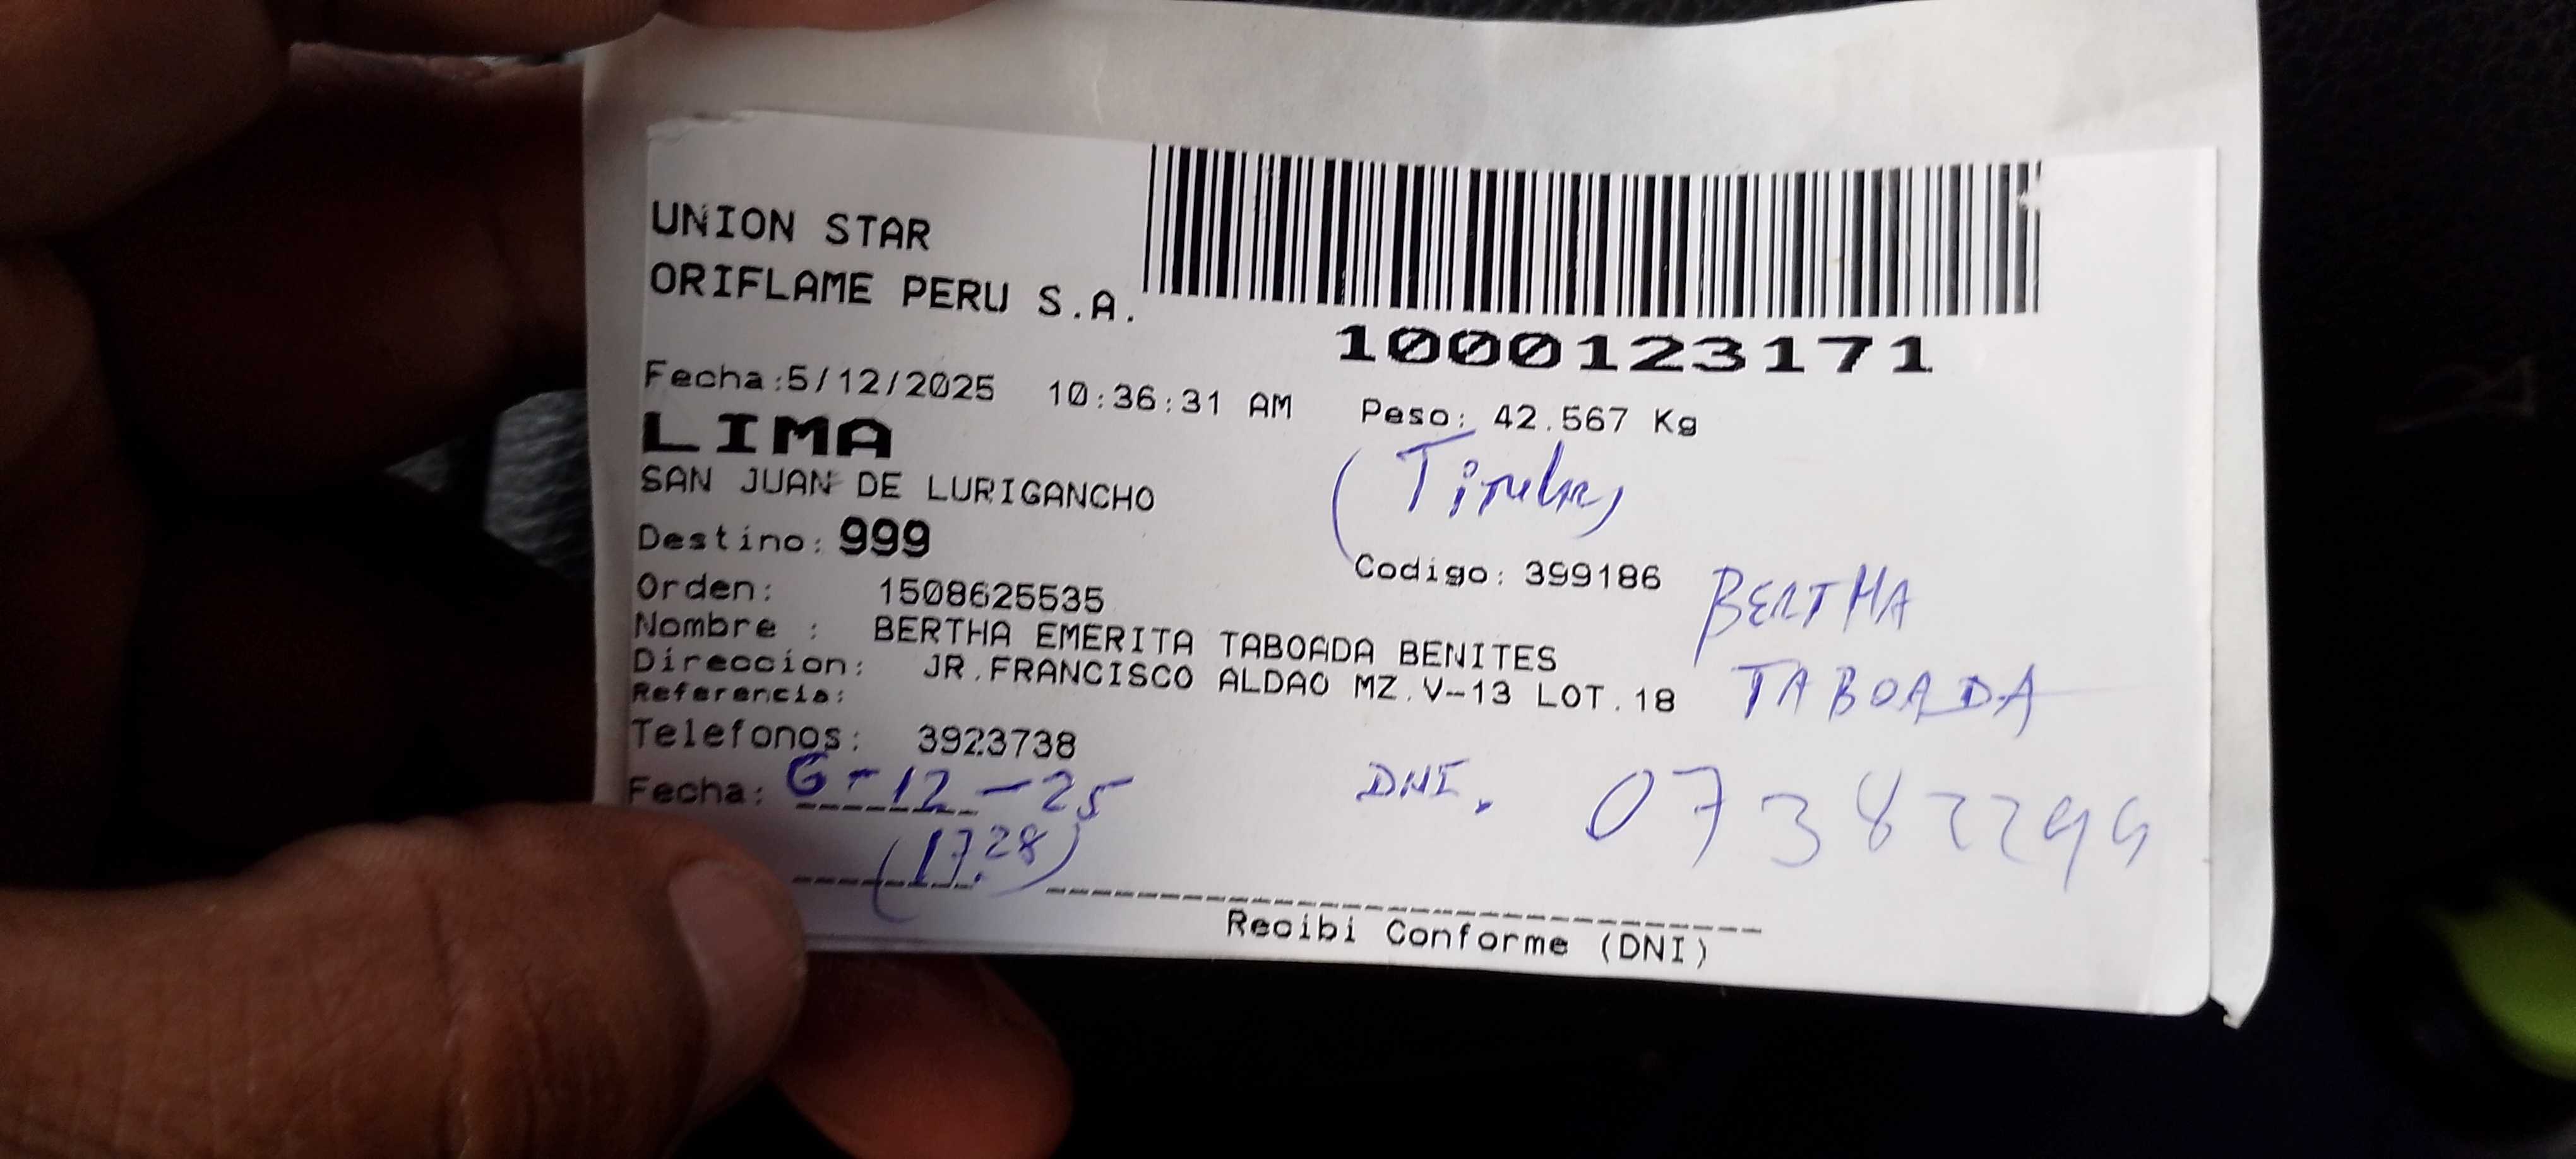 UNION STAR
ORIFLAME PERU S.A.
1000123171
Fecha:5/12/2025 10:36:31 AM Peso: 42.567 Kg
LIMA
(Titular)
SAN JUAN DE LURIGANCHO
Destino: 999
Codigo: 399186
Orden: 1508625535
BERTHA
Nombre : BERTHA EMERITA TABOADA BENITES
Direccion: JR.FRANCISCO ALDAO MZ.V-13 LOT.18
TABOADA
Referencia:
Telefonos: 3923738
Fecha: 6-12-25
DNI. 07382299
(17.28)
Recibi Conforme (DNI)